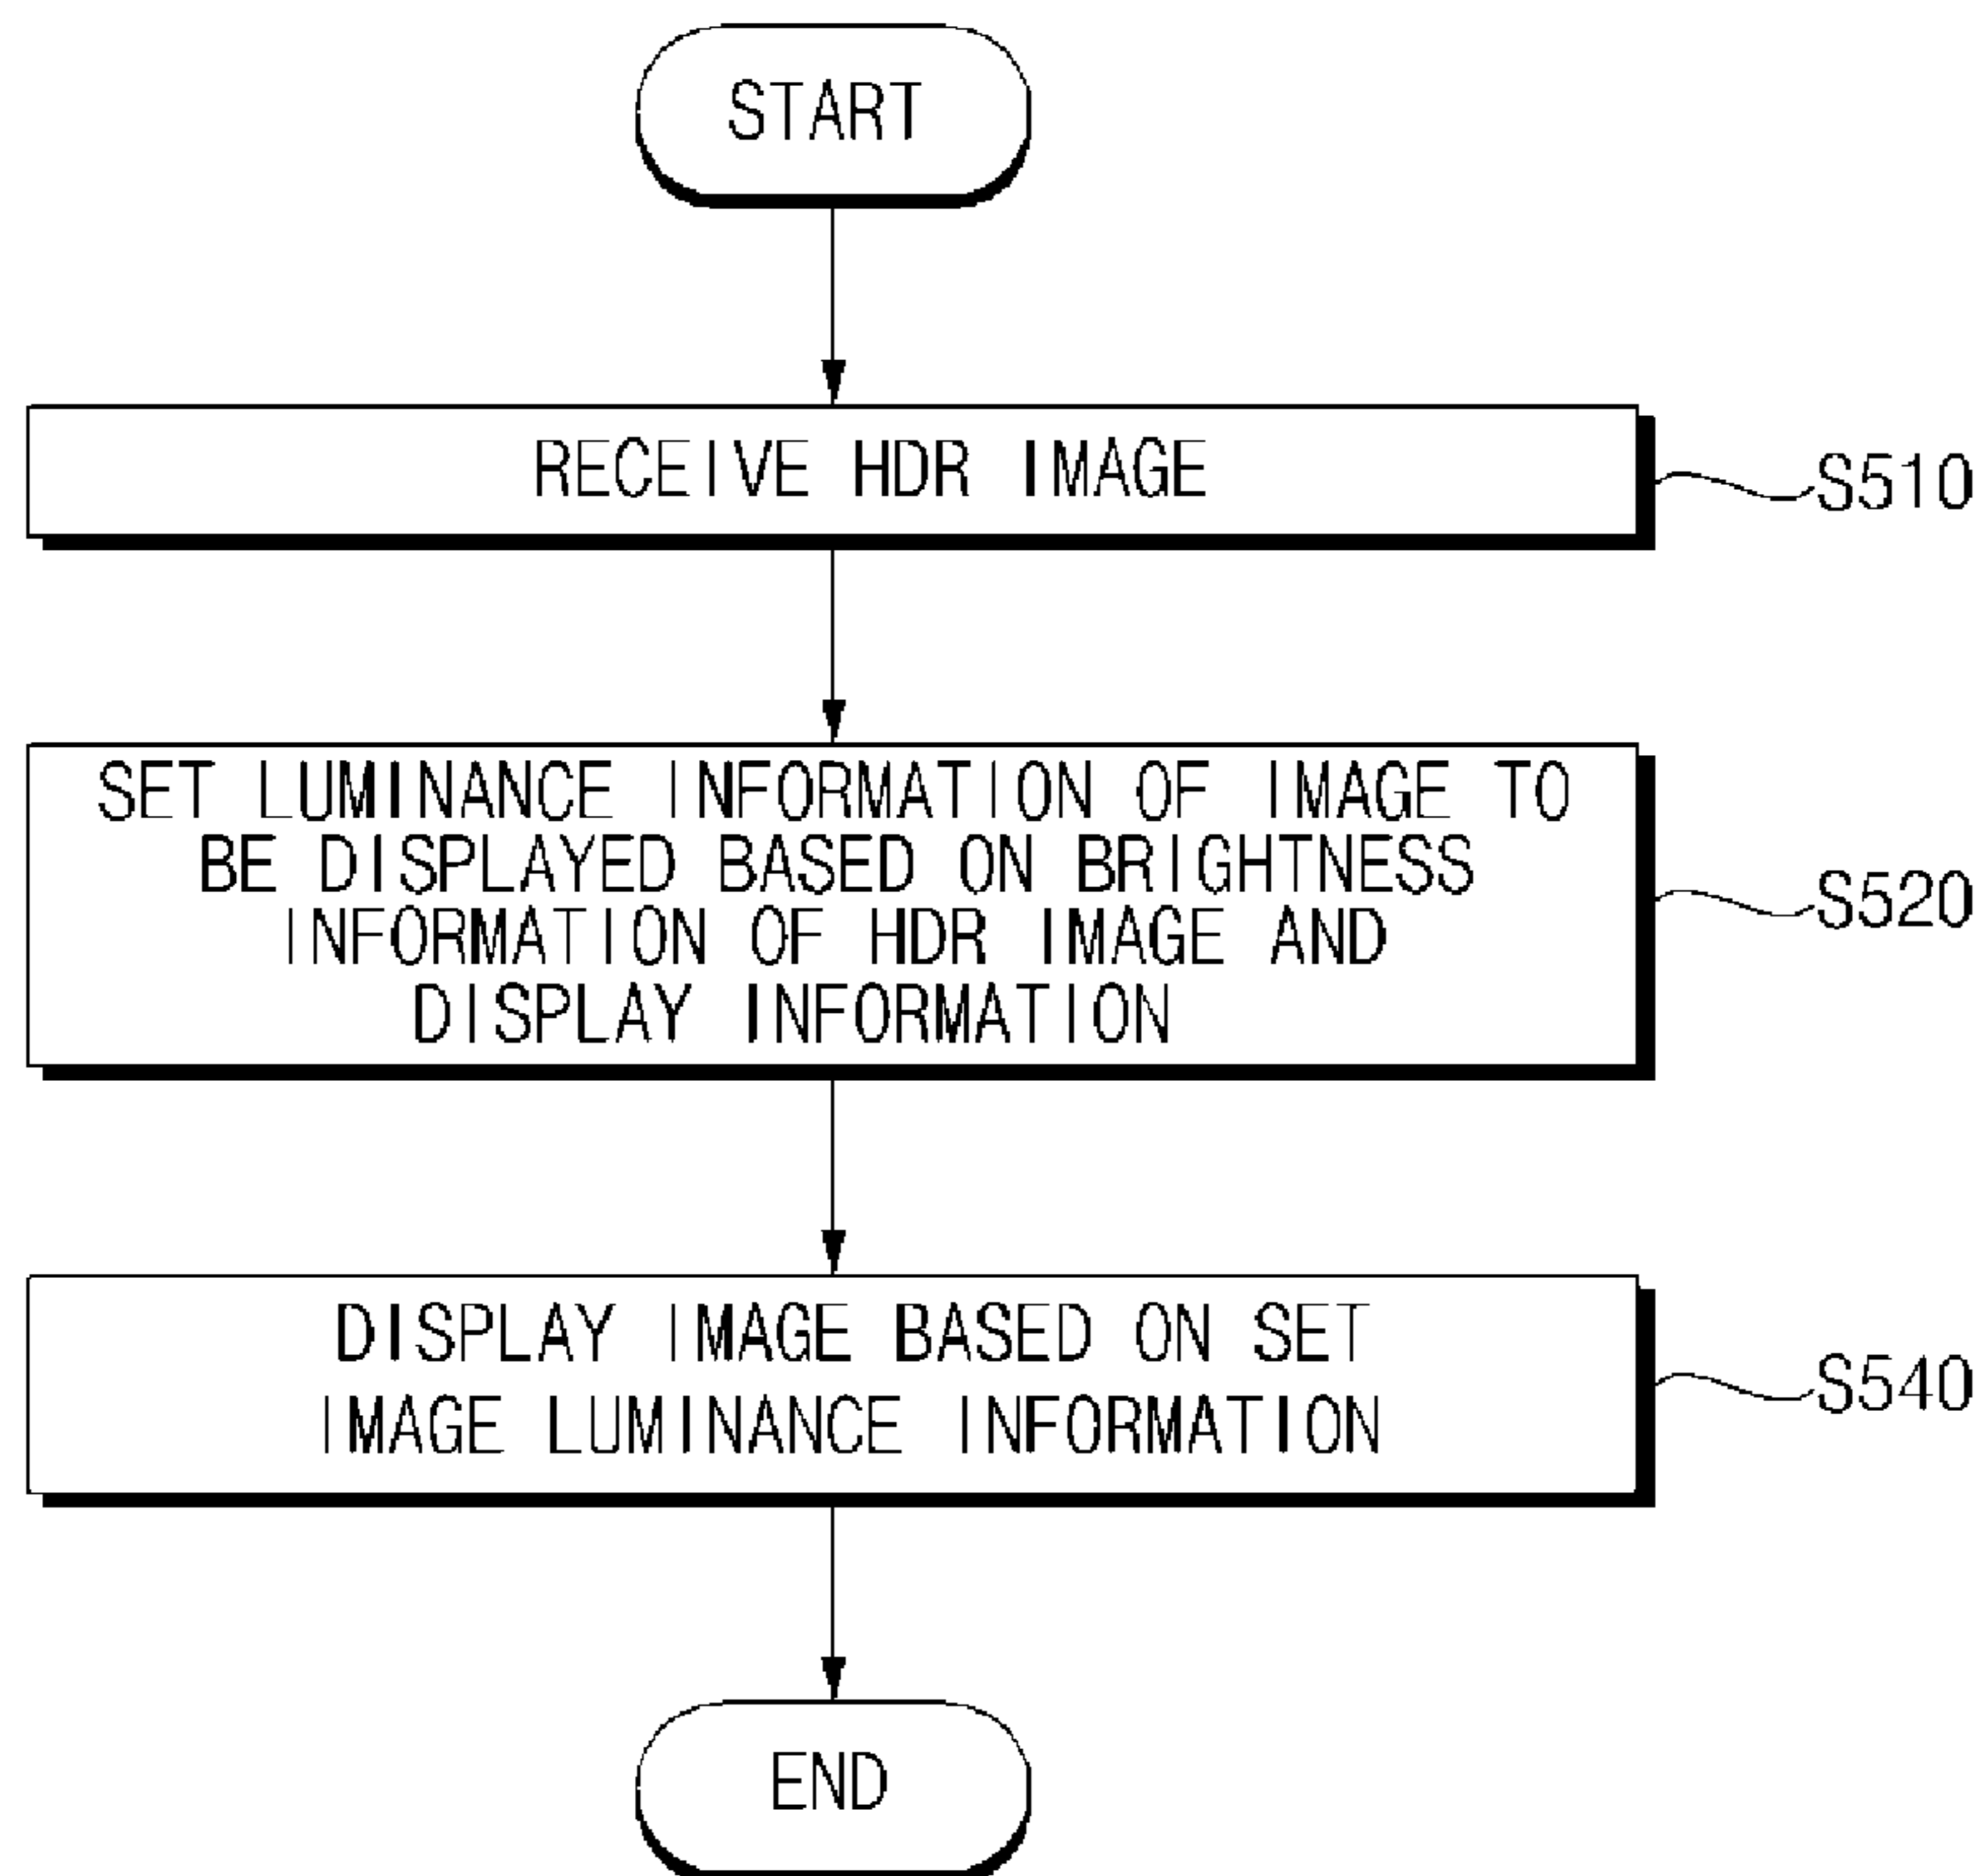 START
RECEIVE HDR IMAGE
S510
SET LUMINANCE INFORMATION OF IMAGE TO
BE DISPLAYED BASED ON BRIGHTNESS
INFORMATION OF HDR IMAGE AND
DISPLAY INFORMATION
S520
DISPLAY IMAGE BASED ON SET
IMAGE LUMINANCE INFORMATION
S540
END